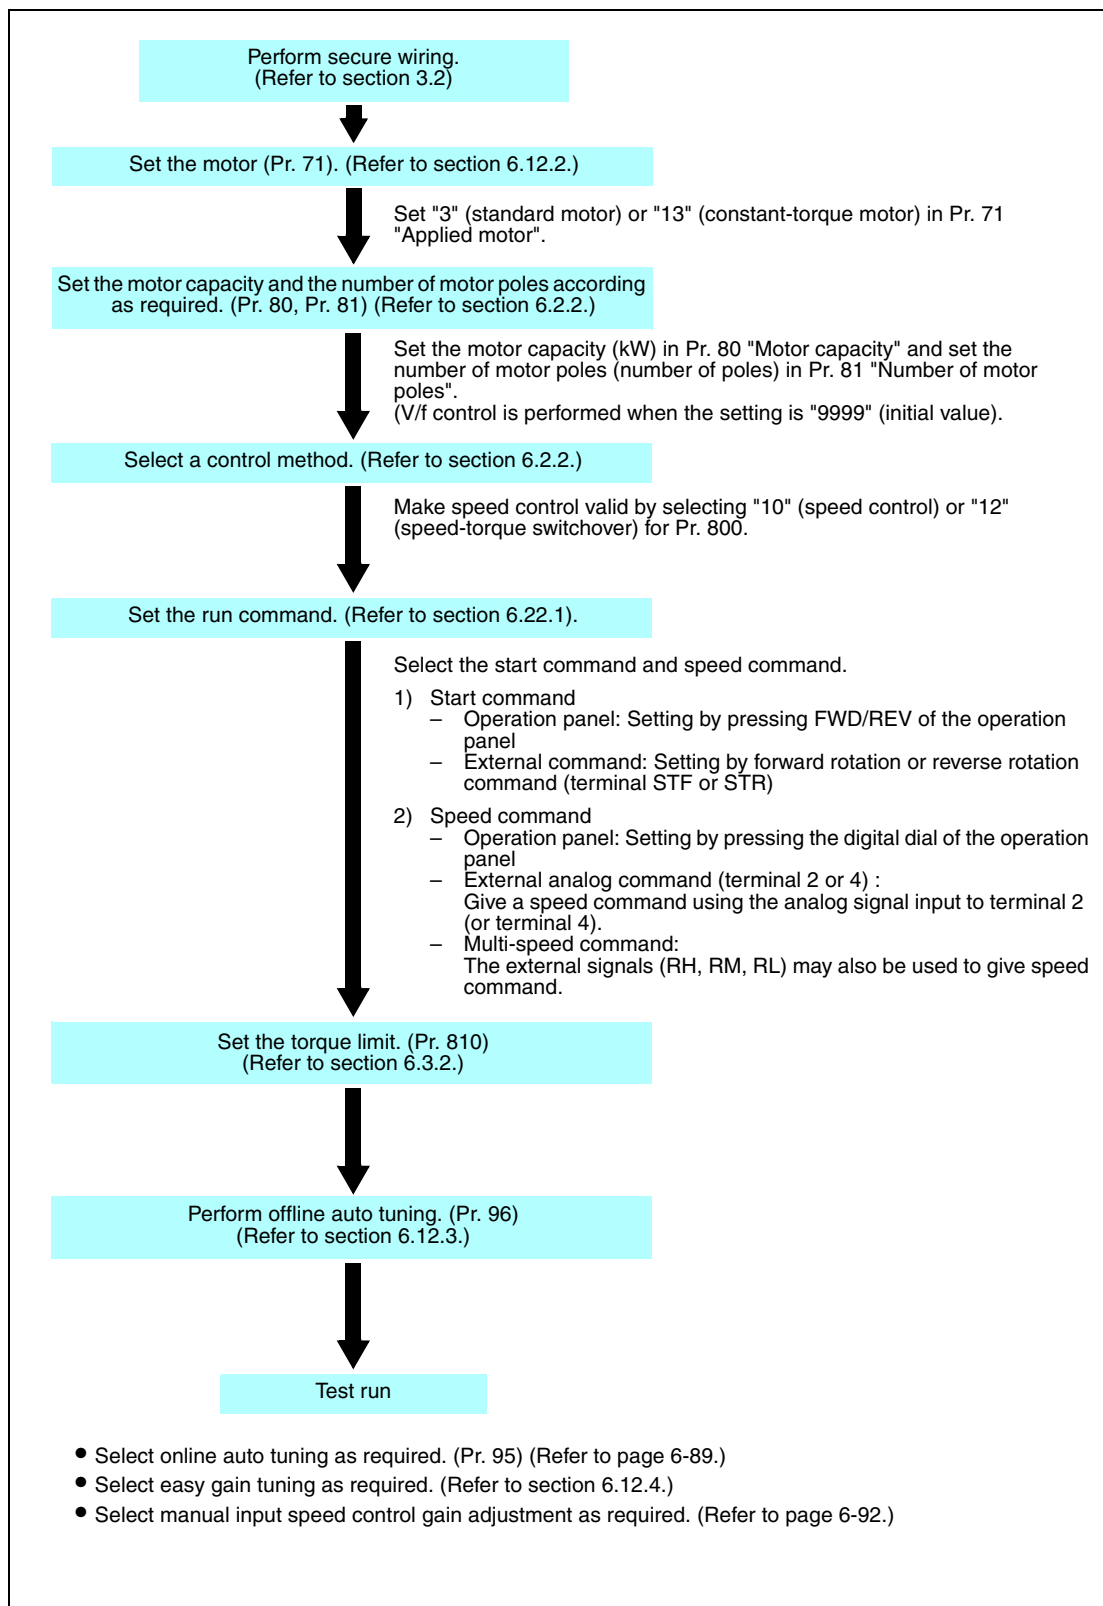 Perform secure wiring.
(Refer to section 3.2)
Set the motor (Pr. 71). (Refer to section 6.12.2.)
Set "3" (standard motor) or "13" (constant-torque motor) in Pr. 71
"Applied motor".
Set the motor capacity and the number of motor poles according
as required. (Pr. 80, Pr. 81) (Refer to section 6.2.2.)
Set the motor capacity (kW) in Pr. 80 "Motor capacity" and set the
number of motor poles (number of poles) in Pr. 81 "Number of motor
poles".
(V/f control is performed when the setting is "9999" (initial value).
Select a control method. (Refer to section 6.2.2.)
Make speed control valid by selecting "10" (speed control) or "12"
(speed-torque switchover) for Pr. 800.
Set the run command. (Refer to section 6.22.1).
Select the start command and speed command.
1) Start command
– Operation panel: Setting by pressing FWD/REV of the operation
panel
– External command: Setting by forward rotation or reverse rotation
command (terminal STF or STR)
2) Speed command
– Operation panel: Setting by pressing the digital dial of the operation
panel
– External analog command (terminal 2 or 4) :
Give a speed command using the analog signal input to terminal 2
(or terminal 4).
– Multi-speed command:
The external signals (RH, RM, RL) may also be used to give speed
command.
Set the torque limit. (Pr. 810)
(Refer to section 6.3.2.)
Perform offline auto tuning. (Pr. 96)
(Refer to section 6.12.3.)
Test run
● Select online auto tuning as required. (Pr. 95) (Refer to page 6-89.)
● Select easy gain tuning as required. (Refer to section 6.12.4.)
● Select manual input speed control gain adjustment as required. (Refer to page 6-92.)